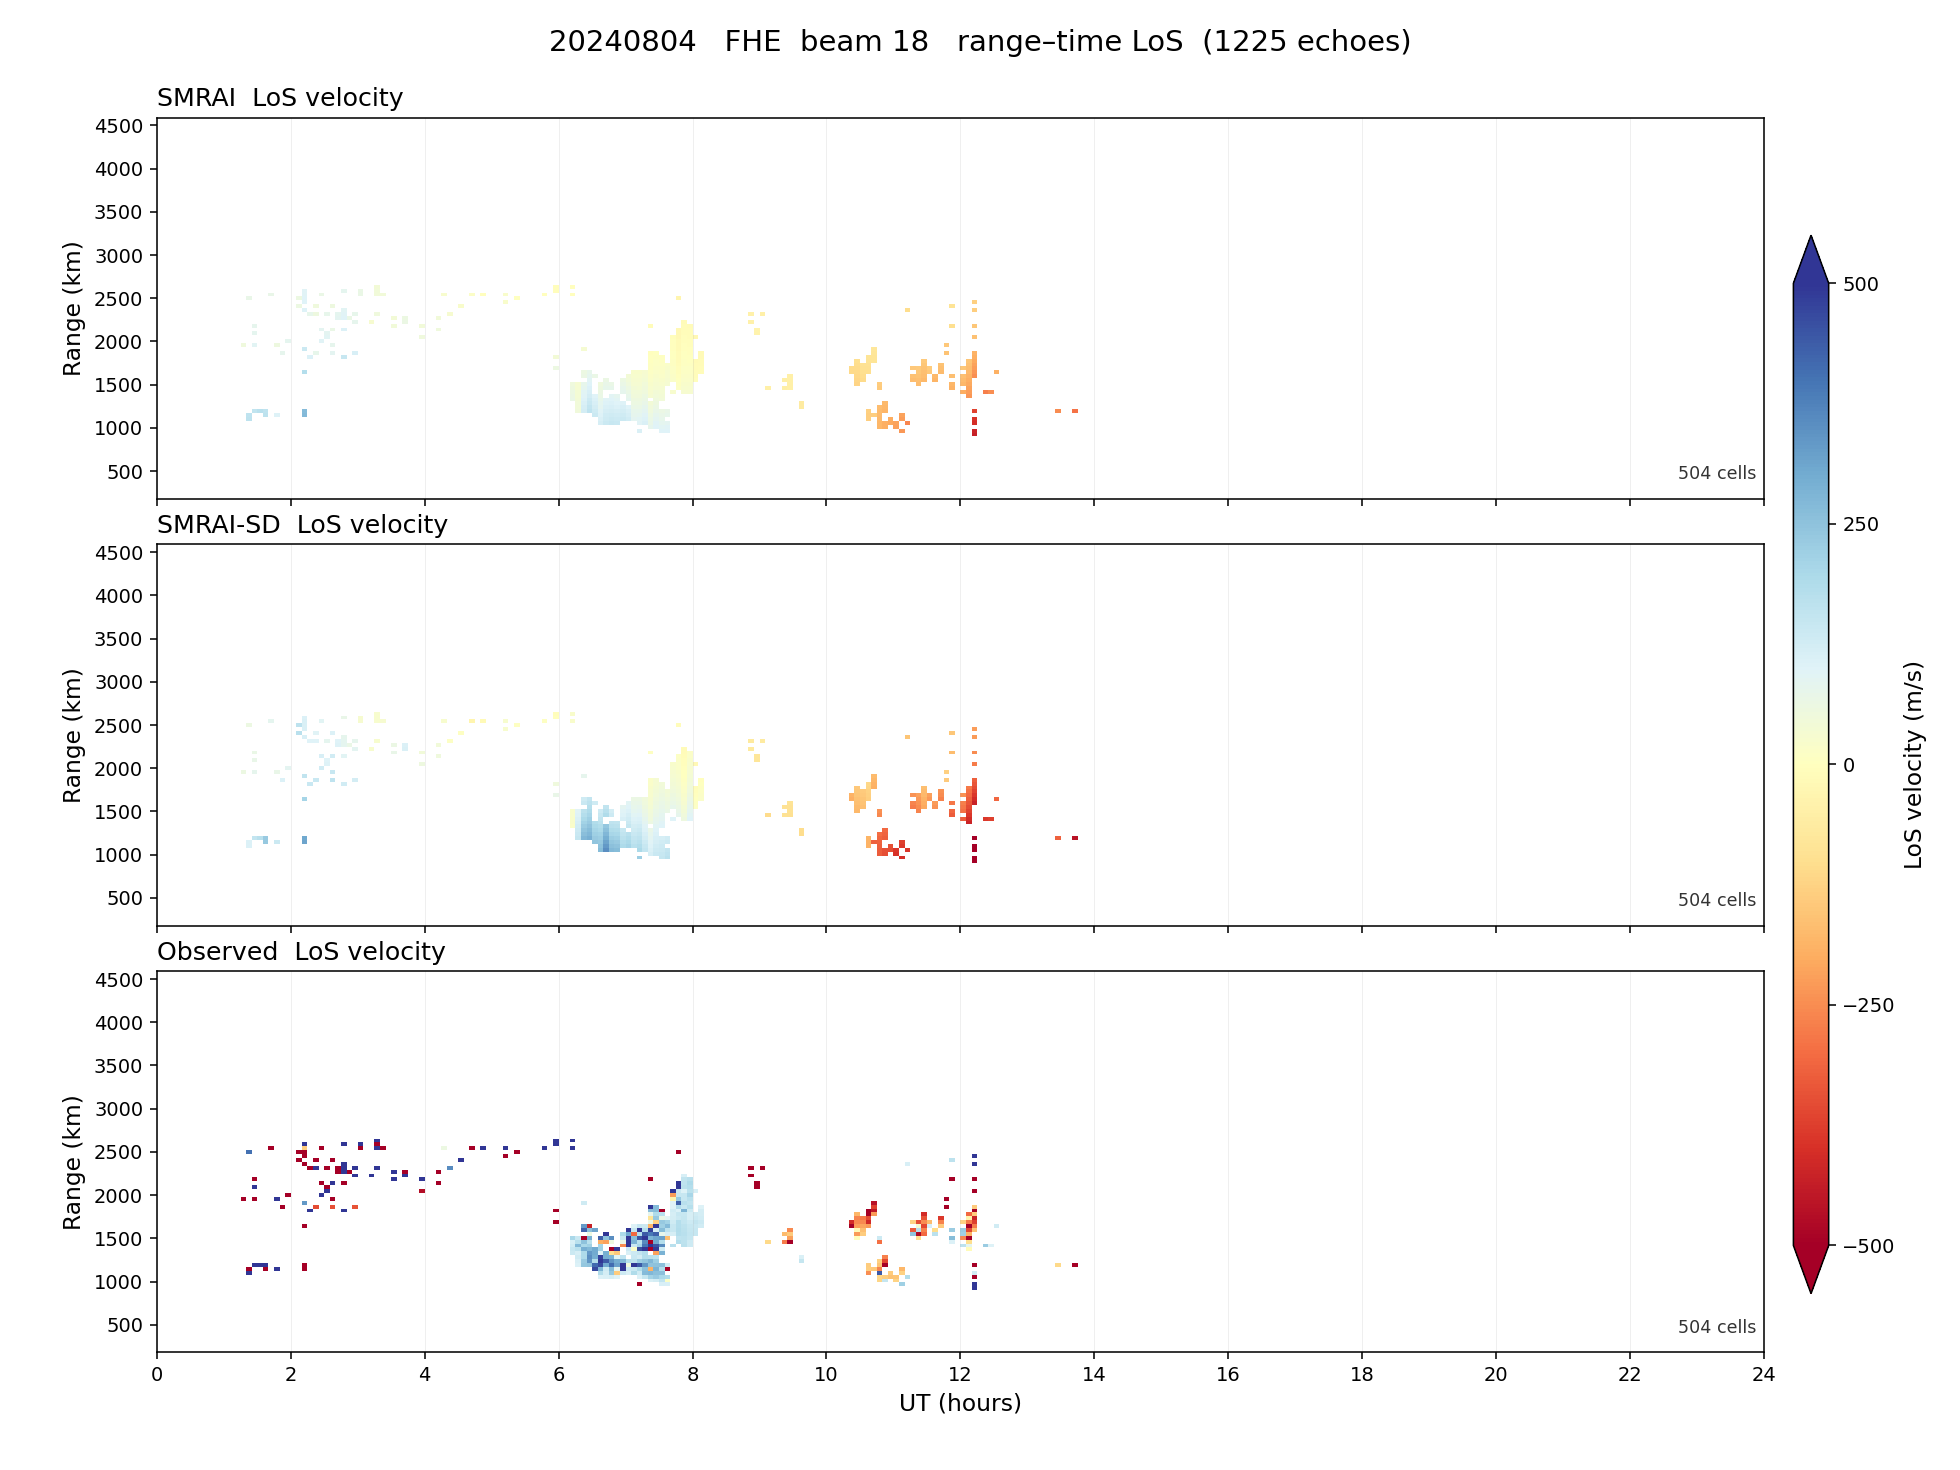 20240804   FHE  beam 18   range–time LoS  (1225 echoes)
SMRAI  LoS velocity
4500
4000
3500
3000
2500
2000
1500
1000
500
Range (km)
504 cells
SMRAI-SD  LoS velocity
4500
4000
3500
3000
2500
2000
1500
1000
500
Range (km)
504 cells
Observed  LoS velocity
4500
4000
3500
3000
2500
2000
1500
1000
500
Range (km)
504 cells
0 2 4 6 8 10 12 14 16 18 20 22 24
UT (hours)
500
250
0
−250
−500
LoS velocity (m/s)